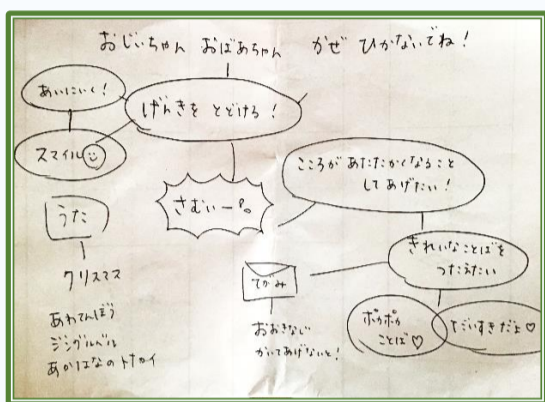 おじいちゃん おばあちゃん かぜ ひかないでね!
あいにいく!
げんきを とどける!
スマイル
さむぃー
こころが あたたかくなること
してあげたい!
うた
クリスマス
あわてんぼう
ジングルベル
あかはなのトナカイ
きれいなことばを
つたえたい
てがみ
おおきなじ
かいてあげないと!
ポカポカ
ことば♡
だいすきだよ♡